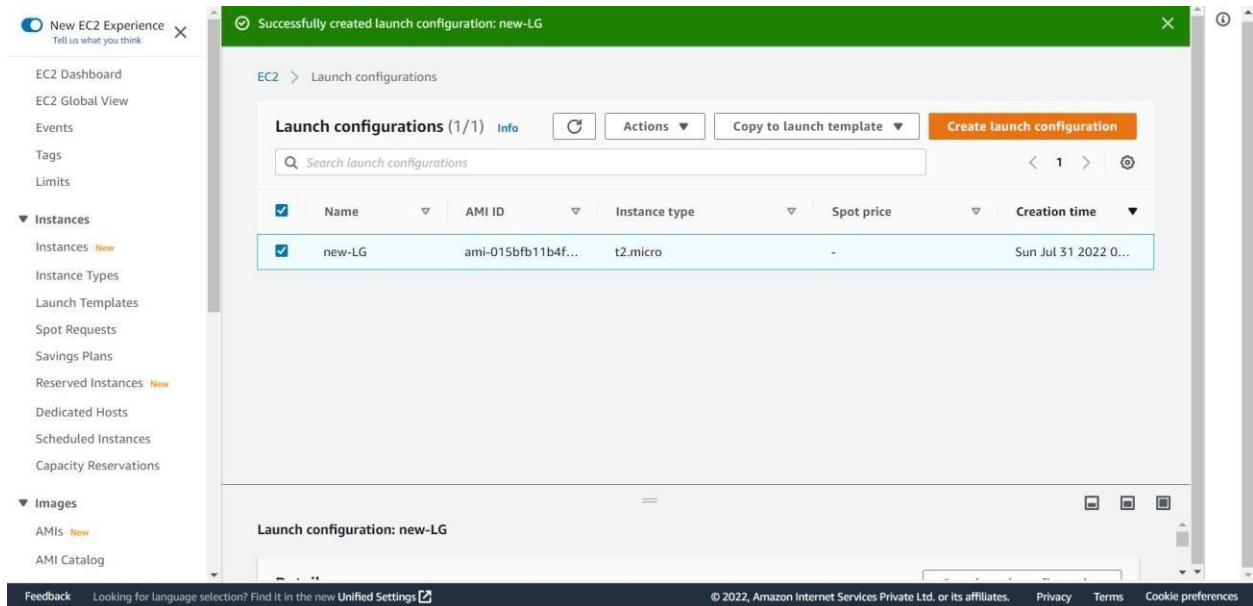 New EC2 Experience
Tell us what you think
EC2 Dashboard
EC2 Global View
Events
Tags
Limits
Instances
Instances New
Instance Types
Launch Templates
Spot Requests
Savings Plans
Reserved Instances New
Dedicated Hosts
Scheduled Instances
Capacity Reservations
Images
AMIs New
AMI Catalog
Successfully created launch configuration: new-LG
EC2 > Launch configurations
Launch configurations (1/1) Info Actions Copy to launch template Create launch configuration
Search launch configurations 1
Name AMI ID Instance type Spot price Creation time
new-LG ami-015bfb11b4f... t2.micro - Sun Jul 31 2022 0...
Launch configuration: new-LG
Feedback Looking for language selection? Find it in the new Unified Settings © 2022, Amazon Internet Services Private Ltd. or its affiliates. Privacy Terms Cookie preferences